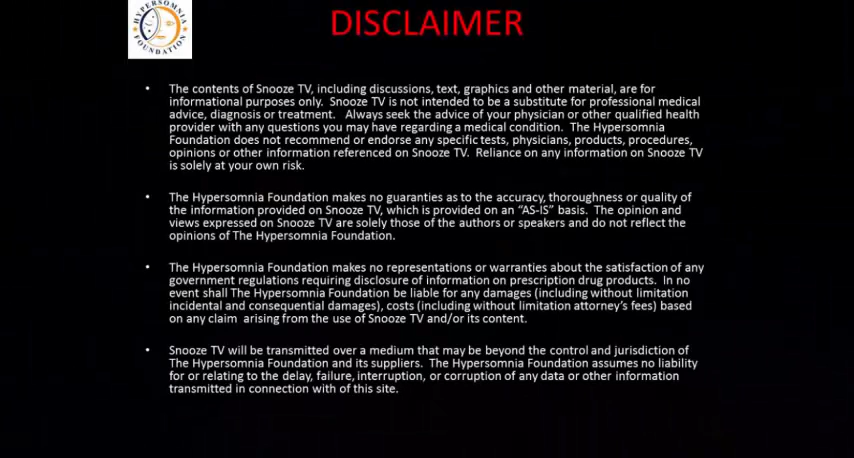 HYPERSOMNIA
FOUNDATION
DISCLAIMER
• The contents of Snooze TV, including discussions, text, graphics and other material, are for
informational purposes only. Snooze TV is not intended to be a substitute for professional medical
advice, diagnosis or treatment. Always seek the advice of your physician or other qualified health
provider with any questions you may have regarding a medical condition. The Hypersomnia
Foundation does not recommend or endorse any specific tests, physicians, products, procedures,
opinions or other information referenced on Snooze TV. Reliance on any information on Snooze TV
is solely at your own risk.
• The Hypersomnia Foundation makes no guaranties as to the accuracy, thoroughness or quality of
the information provided on Snooze TV, which is provided on an “AS-IS” basis. The opinion and
views expressed on Snooze TV are solely those of the authors or speakers and do not reflect the
opinions of The Hypersomnia Foundation.
• The Hypersomnia Foundation makes no representations or warranties about the satisfaction of any
government regulations requiring disclosure of information on prescription drug products. In no
event shall The Hypersomnia Foundation be liable for any damages (including without limitation
incidental and consequential damages), costs (including without limitation attorney’s fees) based
on any claim arising from the use of Snooze TV and/or its content.
• Snooze TV will be transmitted over a medium that may be beyond the control and jurisdiction of
The Hypersomnia Foundation and its suppliers. The Hypersomnia Foundation assumes no liability
for or relating to the delay, failure, interruption, or corruption of any data or other information
transmitted in connection with of this site.